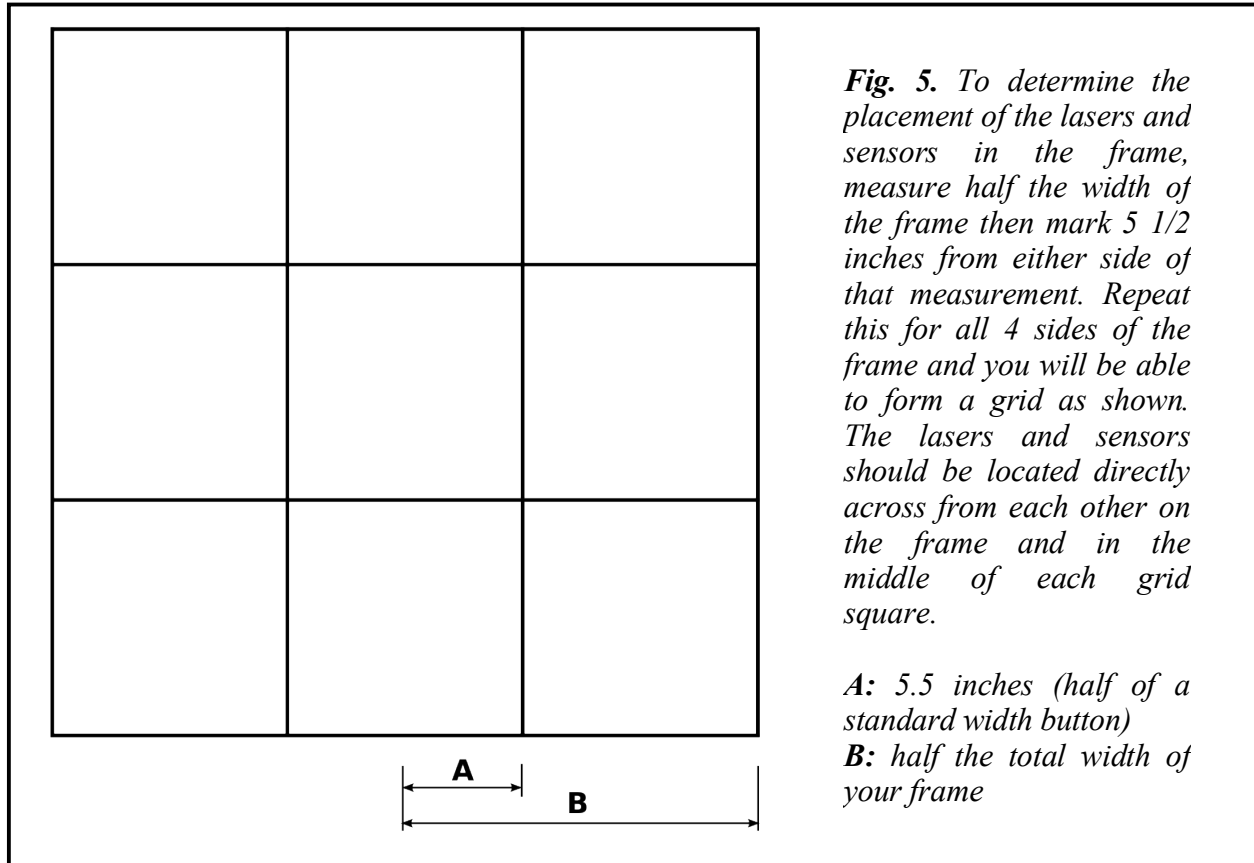 Fig. 5. To determine the
placement of the lasers and
sensors in the frame,
measure half the width of
the frame then mark 5 1/2
inches from either side of
that measurement. Repeat
this for all 4 sides of the
frame and you will be able
to form a grid as shown.
The lasers and sensors
should be located directly
across from each other on
the frame and in the
middle of each grid
square.
A: 5.5 inches (half of a
standard width button)
B: half the total width of
your frame
A
B